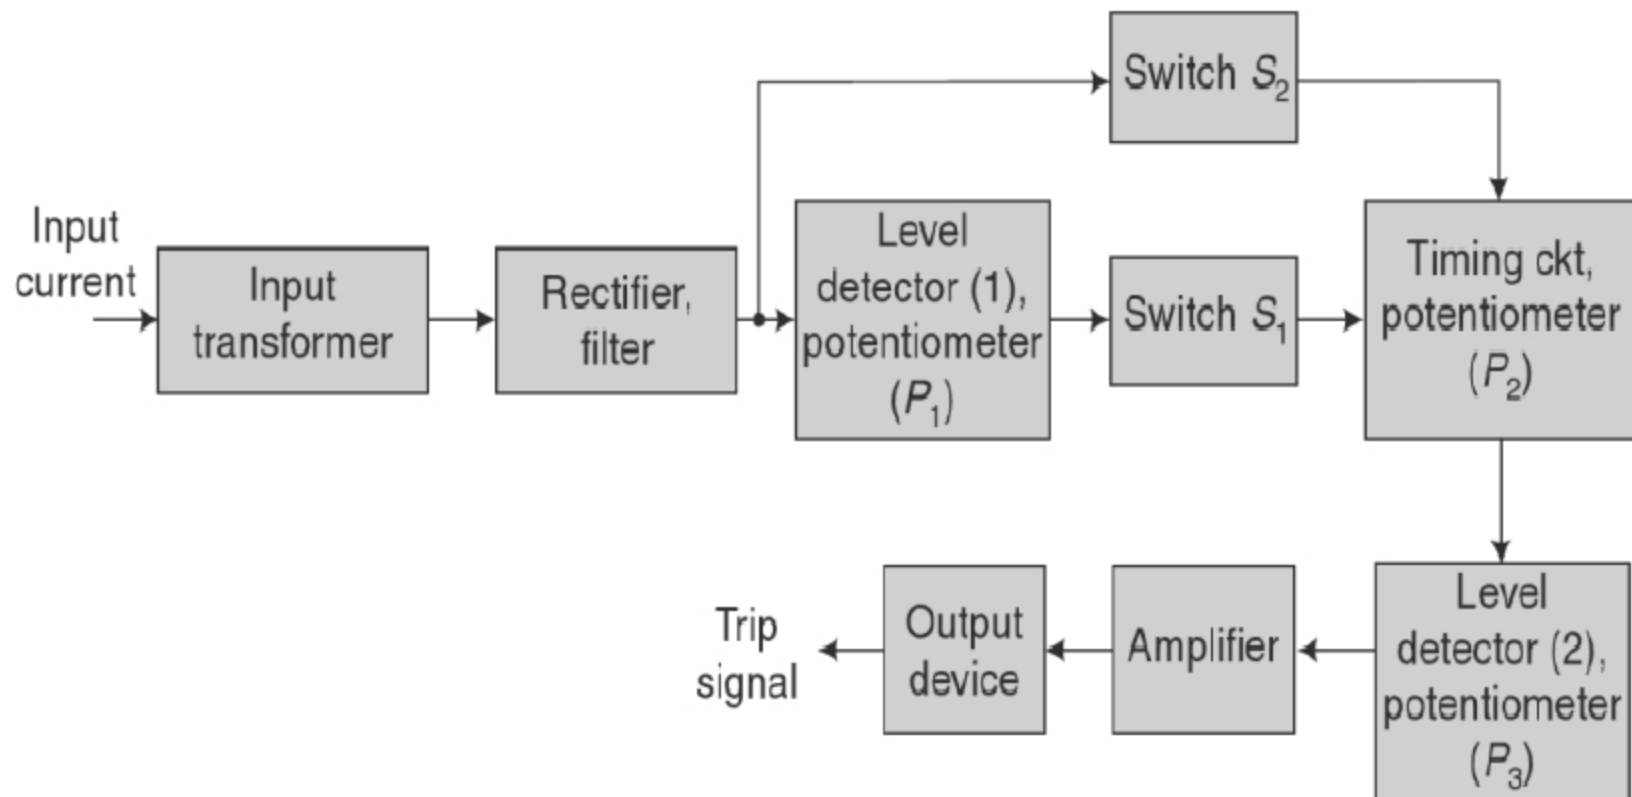 Switch S₂
Input
current
Input
transformer
Rectifier,
filter
Level
detector (1),
potentiometer
(P₁)
Switch S₁
Timing ckt,
potentiometer
(P₂)
Trip
signal
Output
device
Amplifier
Level
detector (2),
potentiometer
(P₃)